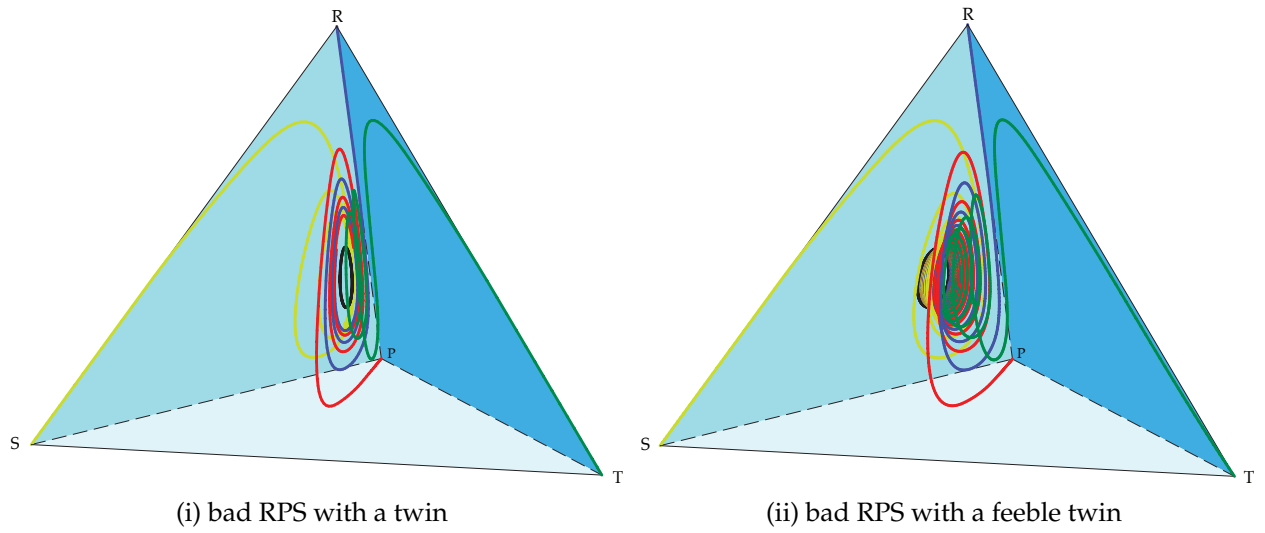 R
R
P
P
S
S
T
T
(i) bad RPS with a twin
(ii) bad RPS with a feeble twin